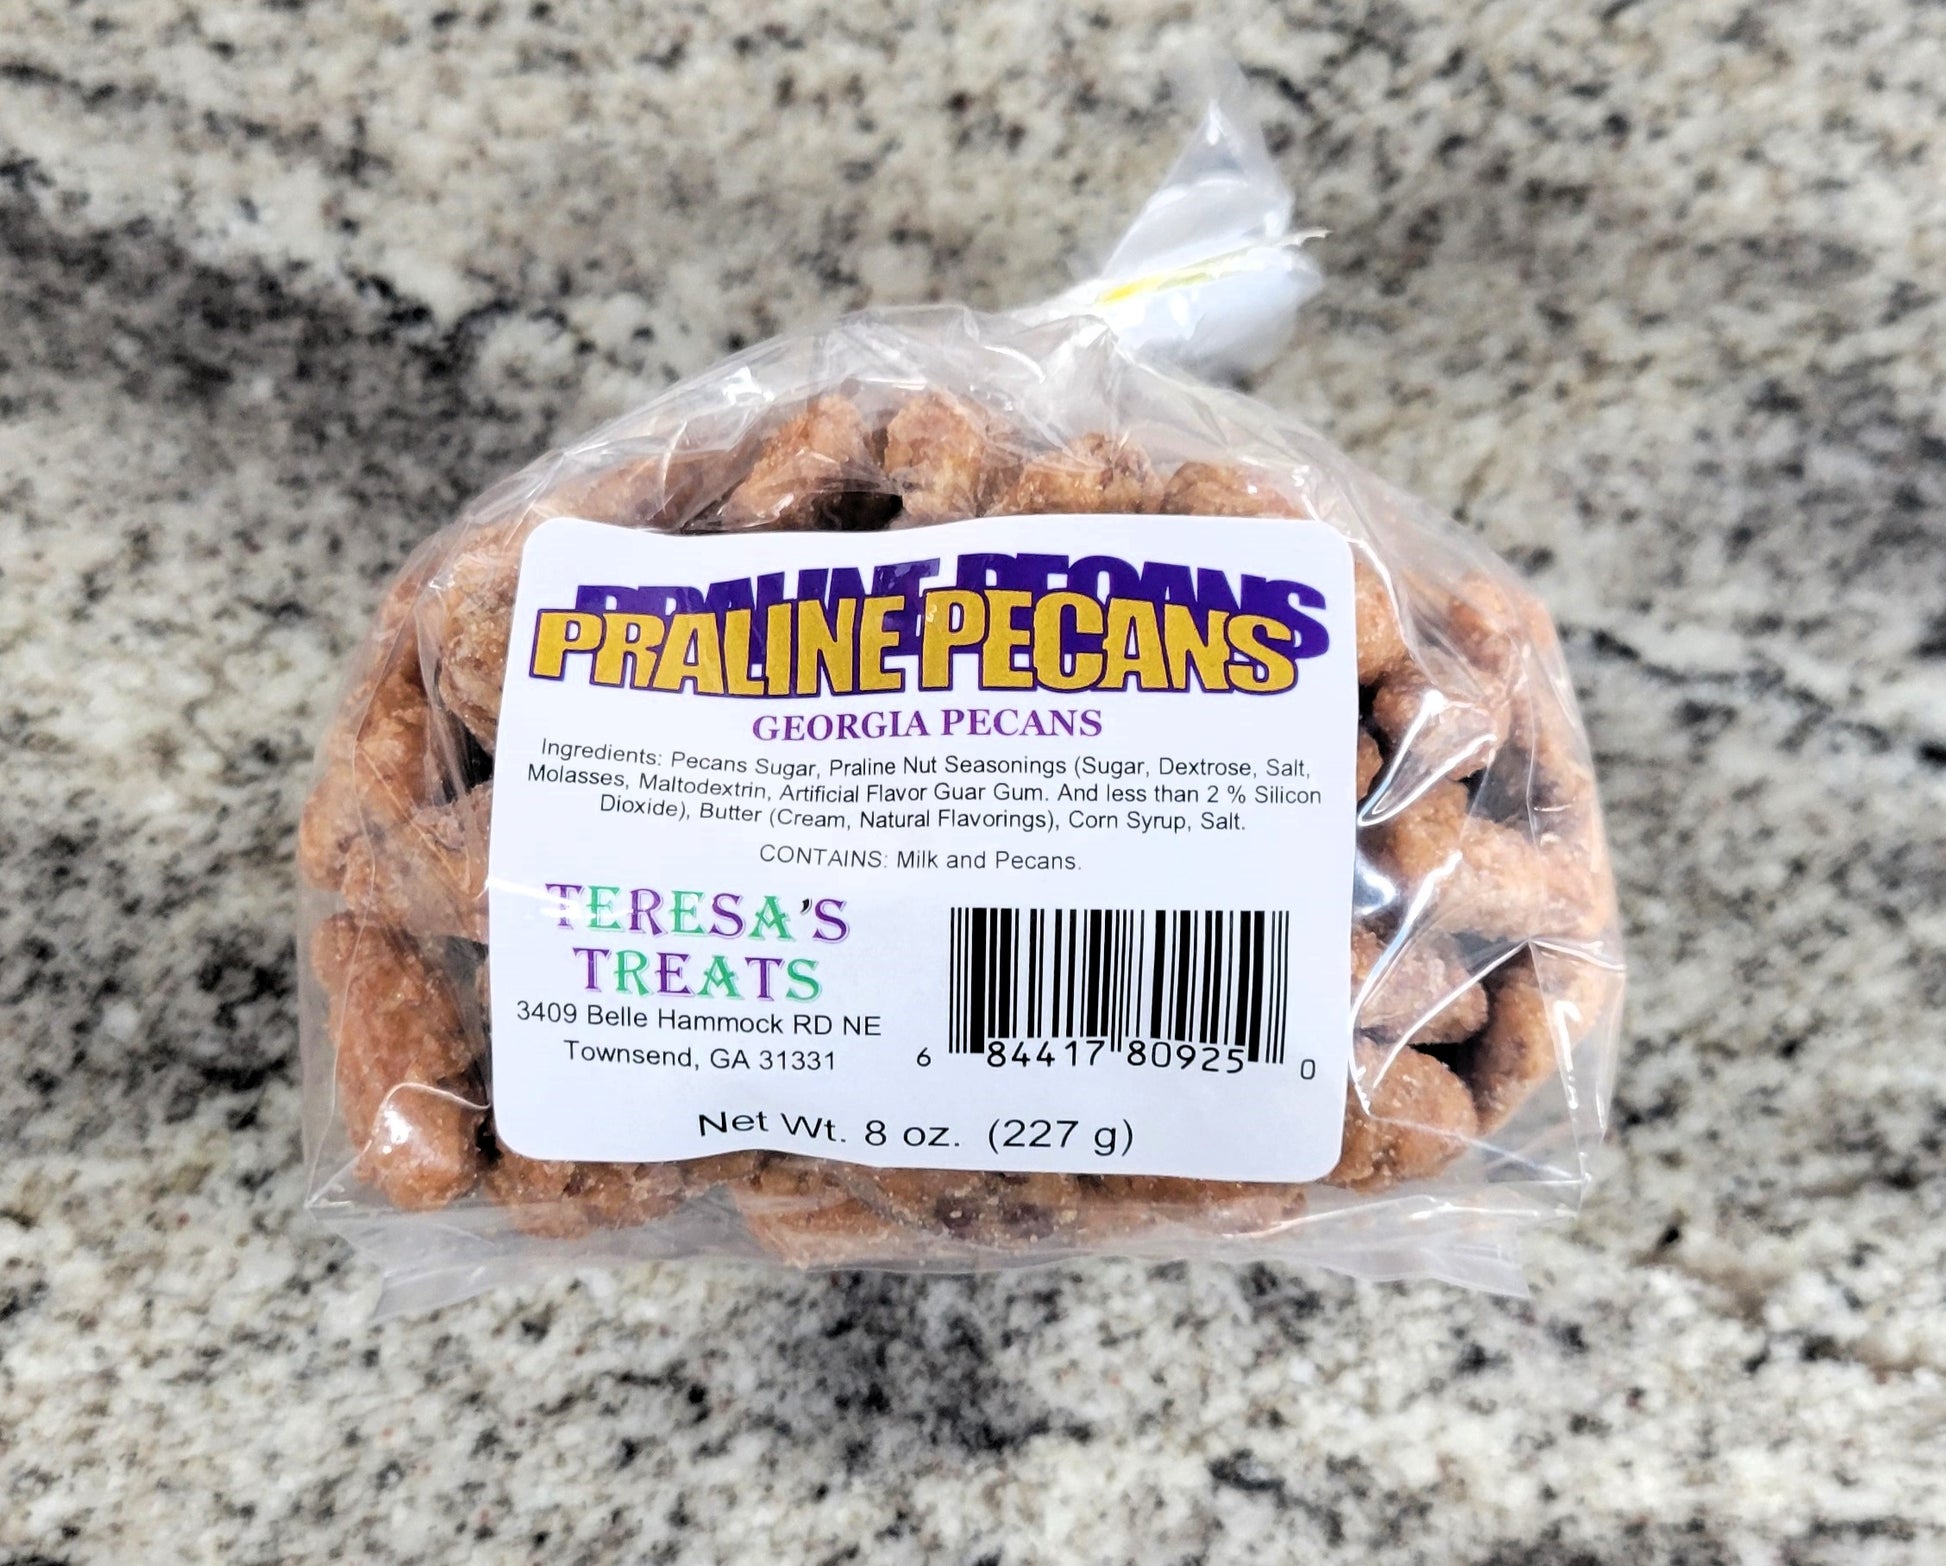 PRALINE PECANS
GEORGIA PECANS
Ingredients: Pecans Sugar, Praline Nut Seasonings (Sugar, Dextrose, Salt,
Molasses, Maltodextrin, Artificial Flavor Guar Gum. And less than 2 % Silicon
Dioxide), Butter (Cream, Natural Flavorings), Corn Syrup, Salt.
CONTAINS: Milk and Pecans.
TERESA'S
TREATS
3409 Belle Hammock RD NE
Townsend, GA 31331
6 84417 80925 0
Net Wt. 8 oz. (227 g)